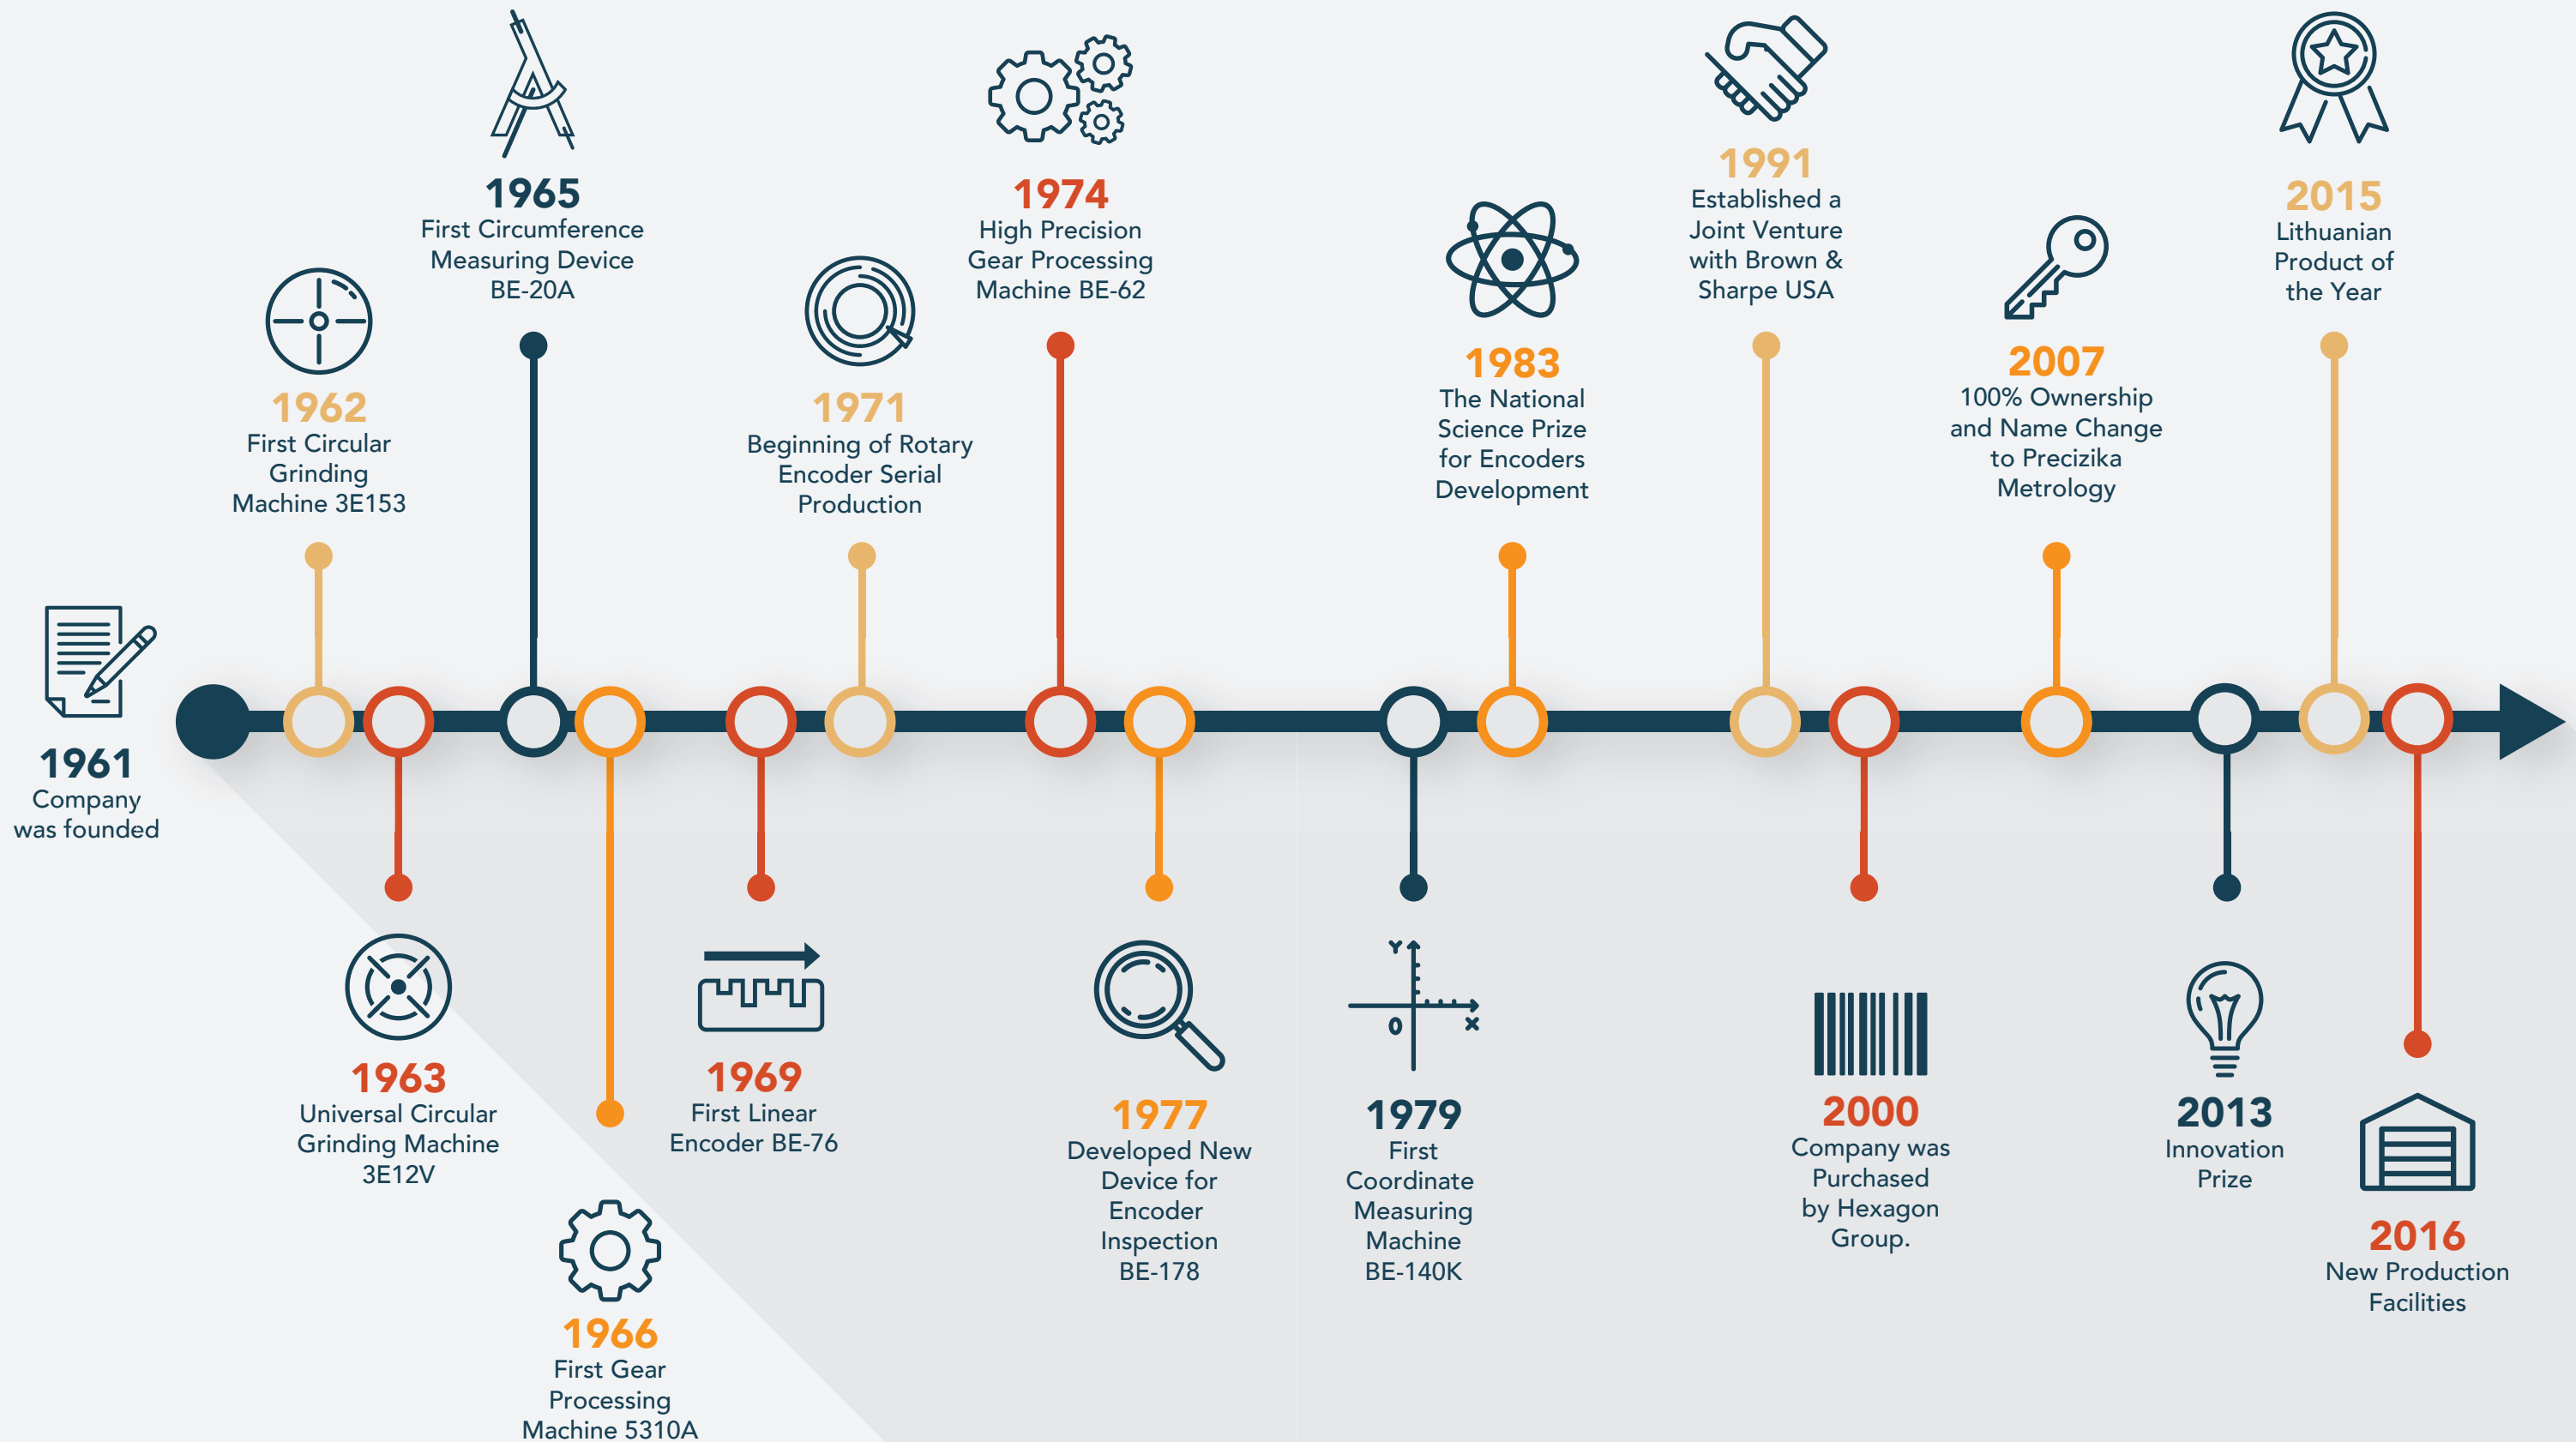 1961
Company
was founded
1962
First Circular
Grinding
Machine 3E153
1963
Universal Circular
Grinding Machine
3E12V
1965
First Circumference
Measuring Device
BE-20A
1966
First Gear
Processing
Machine 5310A
1969
First Linear
Encoder BE-76
1971
Beginning of Rotary
Encoder Serial
Production
1974
High Precision
Gear Processing
Machine BE-62
1977
Developed New
Device for
Encoder
Inspection
BE-178
Y
0
X
1979
First
Coordinate
Measuring
Machine
BE-140K
1983
The National
Science Prize
for Encoders
Development
1991
Established a
Joint Venture
with Brown &
Sharpe USA
2000
Company was
Purchased
by Hexagon
Group.
2007
100% Ownership
and Name Change
to Precizika
Metrology
2013
Innovation
Prize
2015
Lithuanian
Product of
the Year
2016
New Production
Facilities